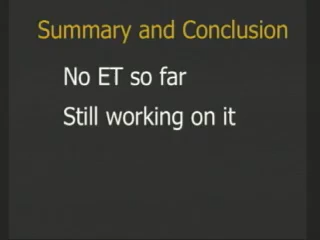 Summary and Conclusion
No ET so far
Still working on it